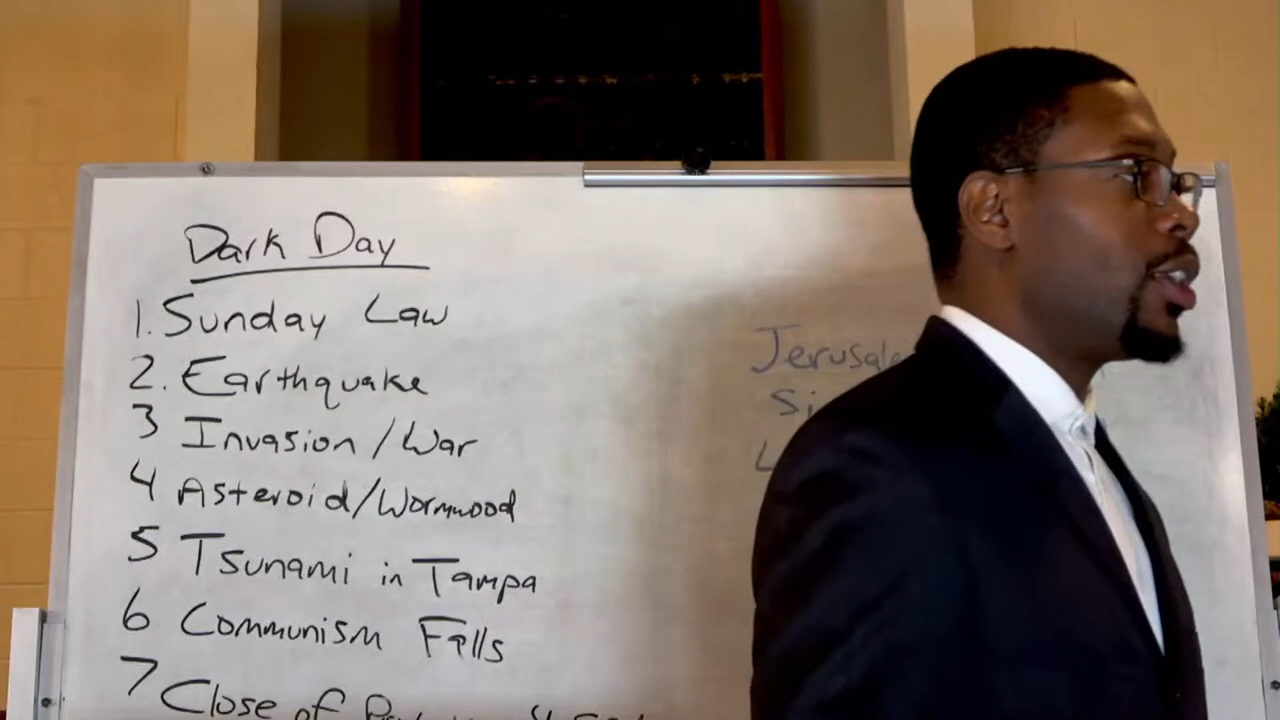 Dark Day
1. Sunday Law
2. Earthquake
3 Invasion / War
4 Asteroid/Wormwood
5 Tsunami in Tampa
6 Communism Falls
7 Close of
Jerusale
Si
L